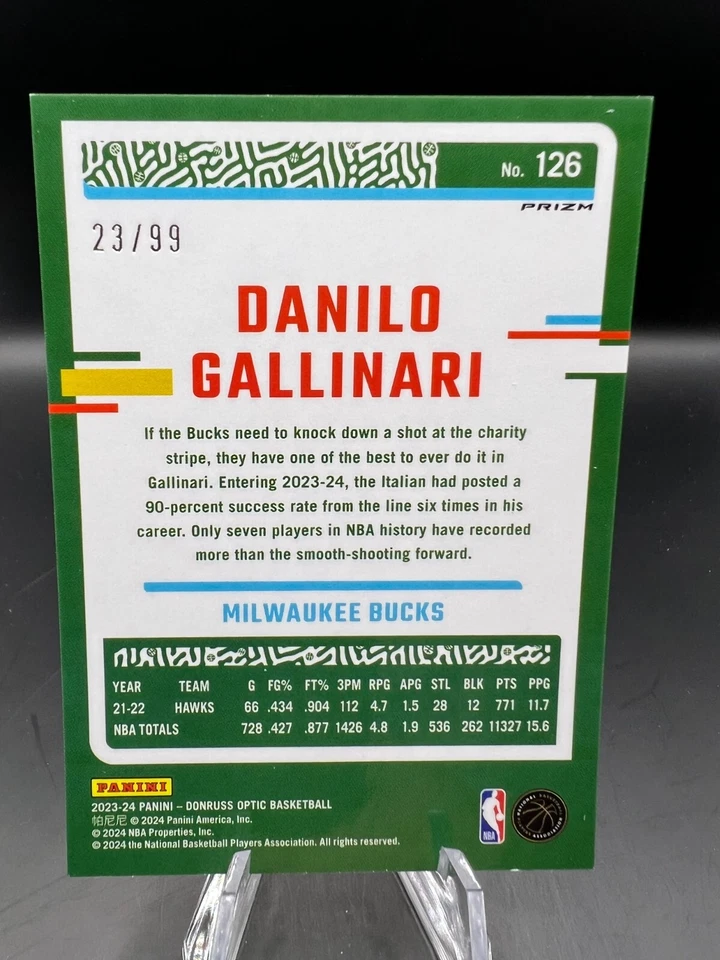 No. 126
PRIZM
23/99
DANILO
GALLINARI
If the Bucks need to knock down a shot at the charity
stripe, they have one of the best to ever do it in
Gallinari. Entering 2023-24, the Italian had posted a
90-percent success rate from the line six times in his
career. Only seven players in NBA history have recorded
more than the smooth-shooting forward.
MILWAUKEE BUCKS
YEAR TEAM G FG% FT% 3PM RPG APG STL BLK PTS PPG
21-22 HAWKS 66 .434 .904 112 4.7 1.5 28 12 771 11.7
NBA TOTALS 728 .427 .877 1426 4.8 1.9 536 262 11327 15.6
PANINI
2023-24 PANINI – DONRUSS OPTIC BASKETBALL
帕尼尼 © 2024 Panini America, Inc.
© 2024 NBA Properties, Inc.
© 2024 the National Basketball Players Association. All rights reserved.
NBA
NATIONAL BASKETBALL PLAYERS ASSOCIATION